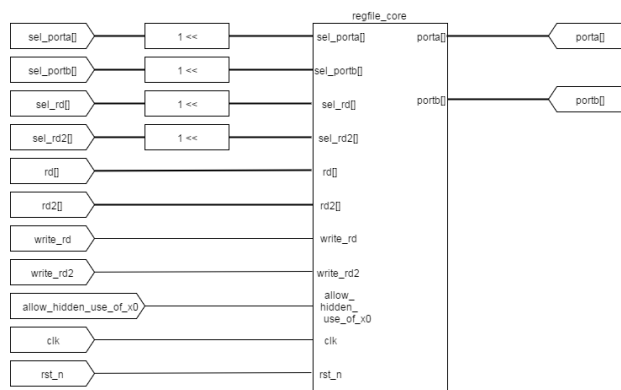 regfile_core
sel_porta[] 1 << sel_porta[] porta[] porta[]
sel_portb[] 1 << sel_portb[]
sel_rd[] 1 << sel_rd[] portb[] portb[]
sel_rd2[] 1 << sel_rd2[]
rd[] rd[]
rd2[] rd2[]
write_rd write_rd
write_rd2 write_rd2
allow_hidden_use_of_x0 allow_
hidden_
use_of_x0
clk clk
rst_n rst_n